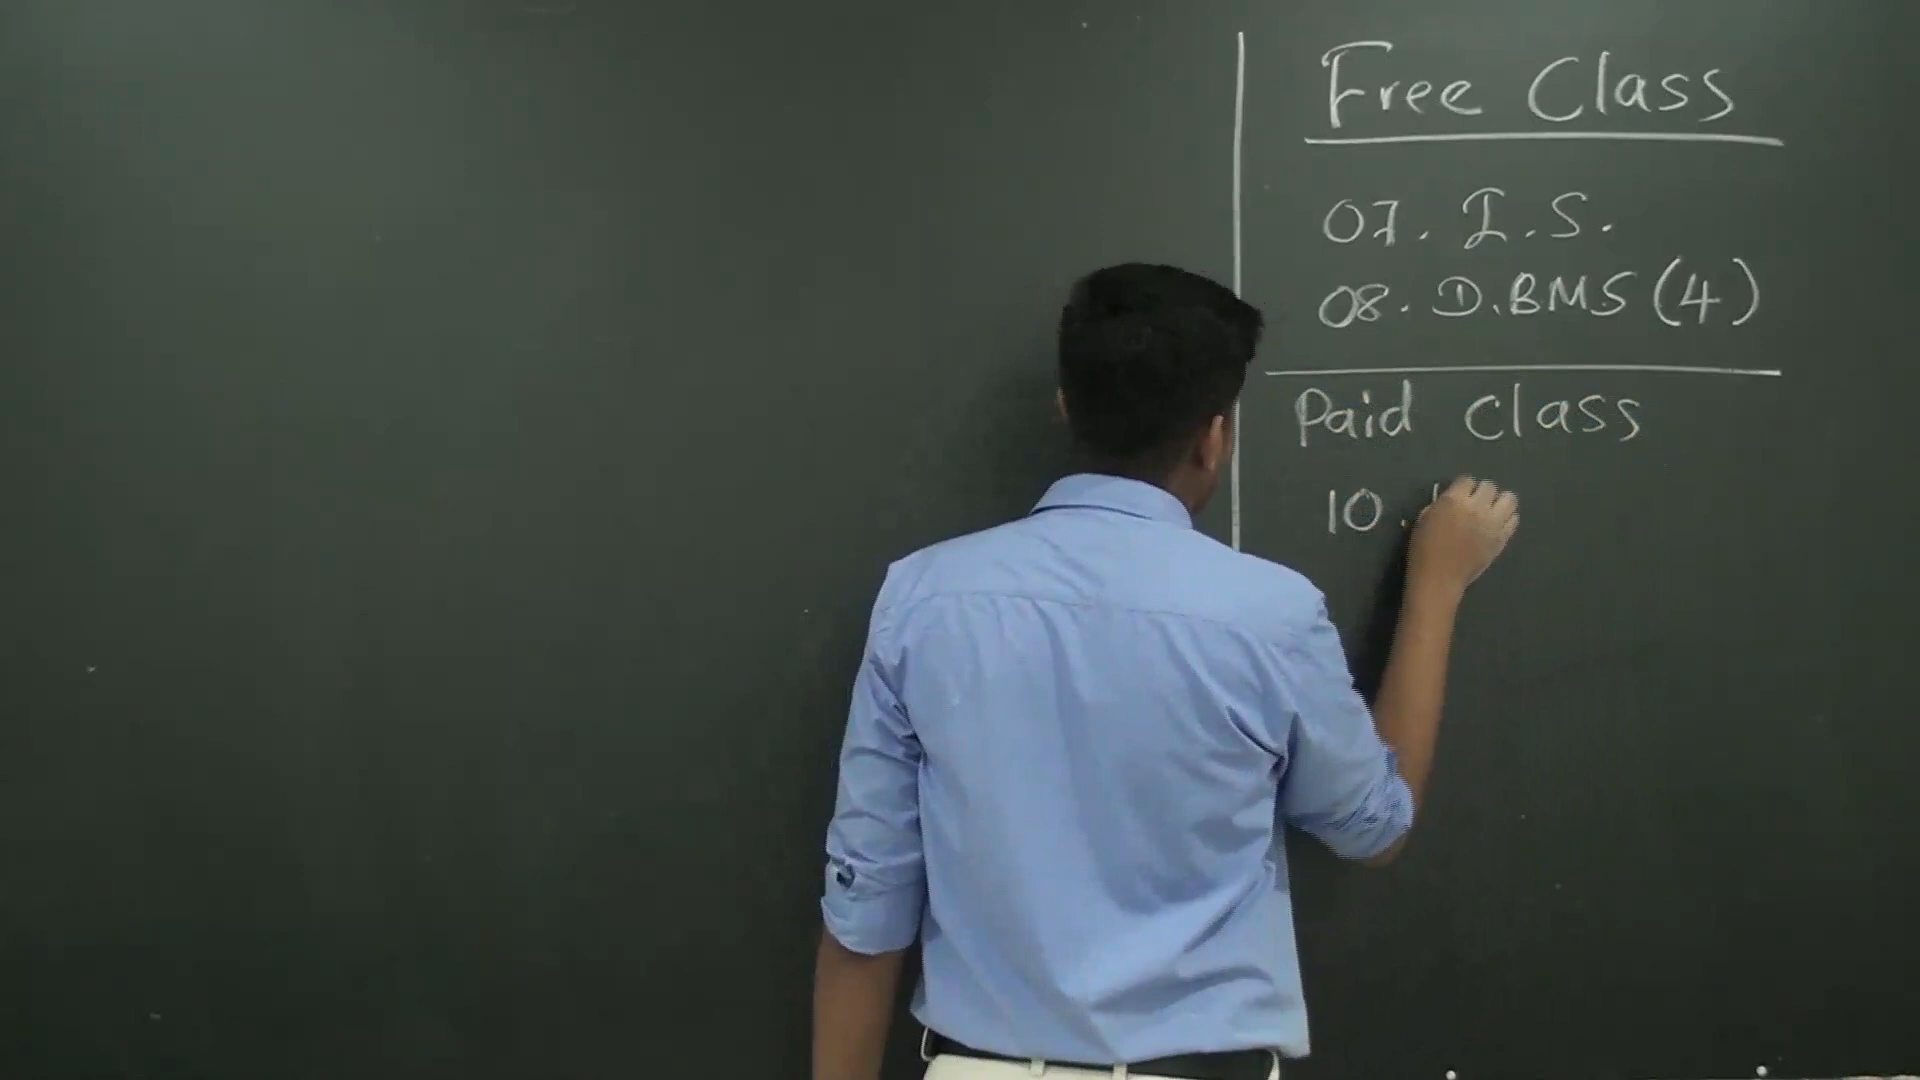 Free Class
07. I.S.
08. D.BMS (4)
Paid class
10.